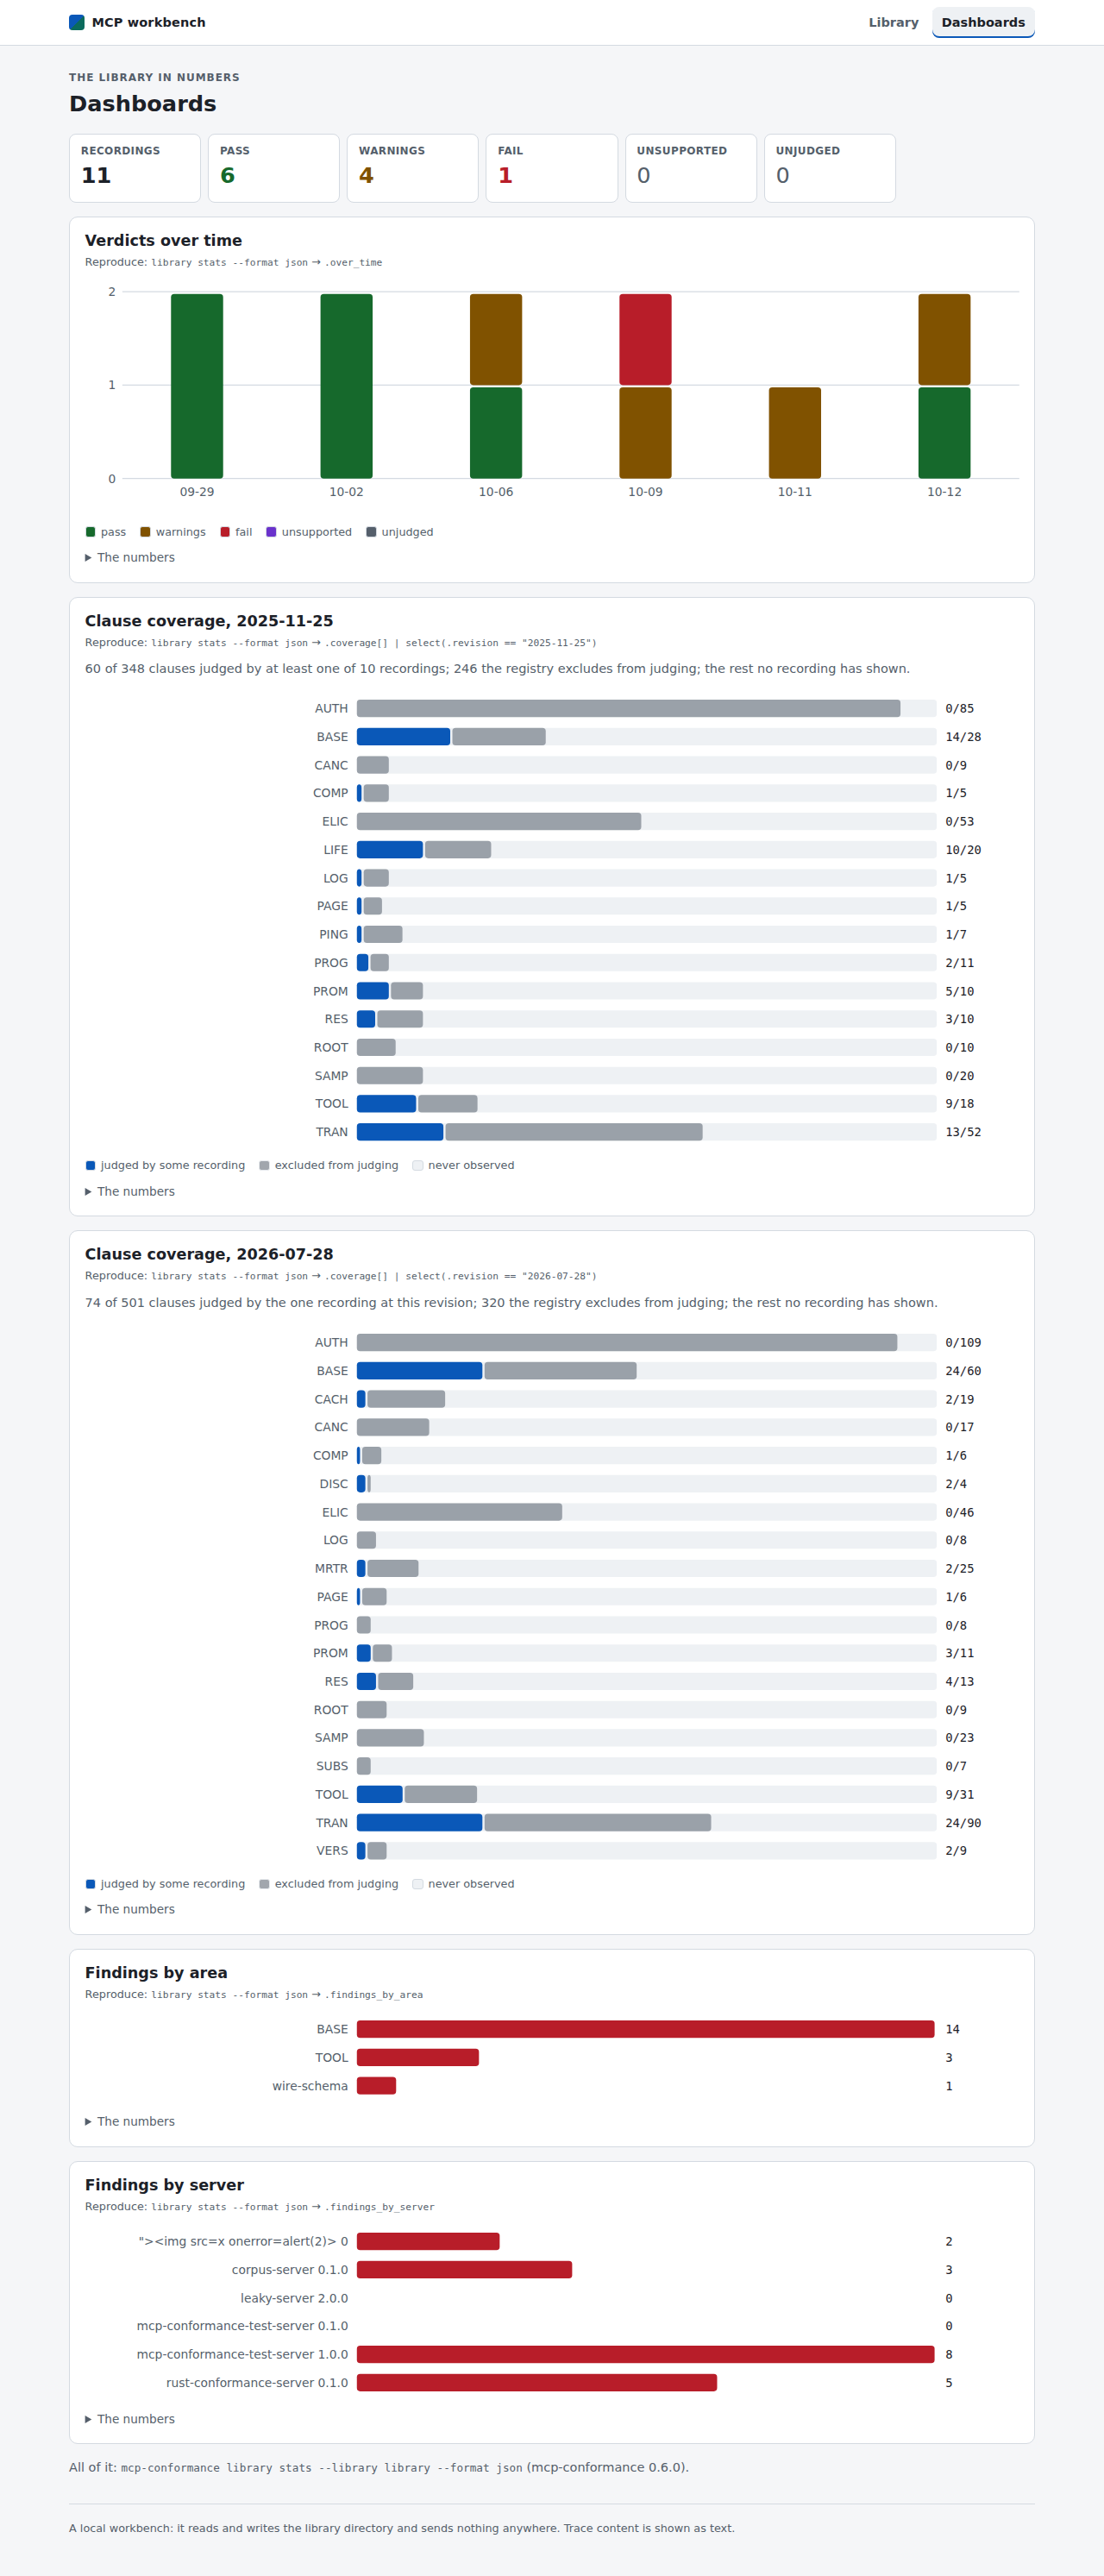 MCP workbench
Library
Dashboards
THE LIBRARY IN NUMBERS
Dashboards
RECORDINGS
11
PASS
6
WARNINGS
4
FAIL
1
UNSUPPORTED
0
UNJUDGED
0
Verdicts over time
Reproduce: library stats --format json → .over_time
2
1
0
09-29
10-02
10-06
10-09
10-11
10-12
pass
warnings
fail
unsupported
unjudged
▶ The numbers
Clause coverage, 2025-11-25
Reproduce: library stats --format json → .coverage[] | select(.revision == "2025-11-25")
60 of 348 clauses judged by at least one of 10 recordings; 246 the registry excludes from judging; the rest no recording has shown.
AUTH 0/85
BASE 14/28
CANC 0/9
COMP 1/5
ELIC 0/53
LIFE 10/20
LOG 1/5
PAGE 1/5
PING 1/7
PROG 2/11
PROM 5/10
RES 3/10
ROOT 0/10
SAMP 0/20
TOOL 9/18
TRAN 13/52
judged by some recording
excluded from judging
never observed
▶ The numbers
Clause coverage, 2026-07-28
Reproduce: library stats --format json → .coverage[] | select(.revision == "2026-07-28")
74 of 501 clauses judged by the one recording at this revision; 320 the registry excludes from judging; the rest no recording has shown.
AUTH 0/109
BASE 24/60
CACH 2/19
CANC 0/17
COMP 1/6
DISC 2/4
ELIC 0/46
LOG 0/8
MRTR 2/25
PAGE 1/6
PROG 0/8
PROM 3/11
RES 4/13
ROOT 0/9
SAMP 0/23
SUBS 0/7
TOOL 9/31
TRAN 24/90
VERS 2/9
judged by some recording
excluded from judging
never observed
▶ The numbers
Findings by area
Reproduce: library stats --format json → .findings_by_area
BASE 14
TOOL 3
wire-schema 1
▶ The numbers
Findings by server
Reproduce: library stats --format json → .findings_by_server
"><img src=x onerror=alert(2)> 0 2
corpus-server 0.1.0 3
leaky-server 2.0.0 0
mcp-conformance-test-server 0.1.0 0
mcp-conformance-test-server 1.0.0 8
rust-conformance-server 0.1.0 5
▶ The numbers
All of it: mcp-conformance library stats --library library --format json (mcp-conformance 0.6.0).
A local workbench: it reads and writes the library directory and sends nothing anywhere. Trace content is shown as text.